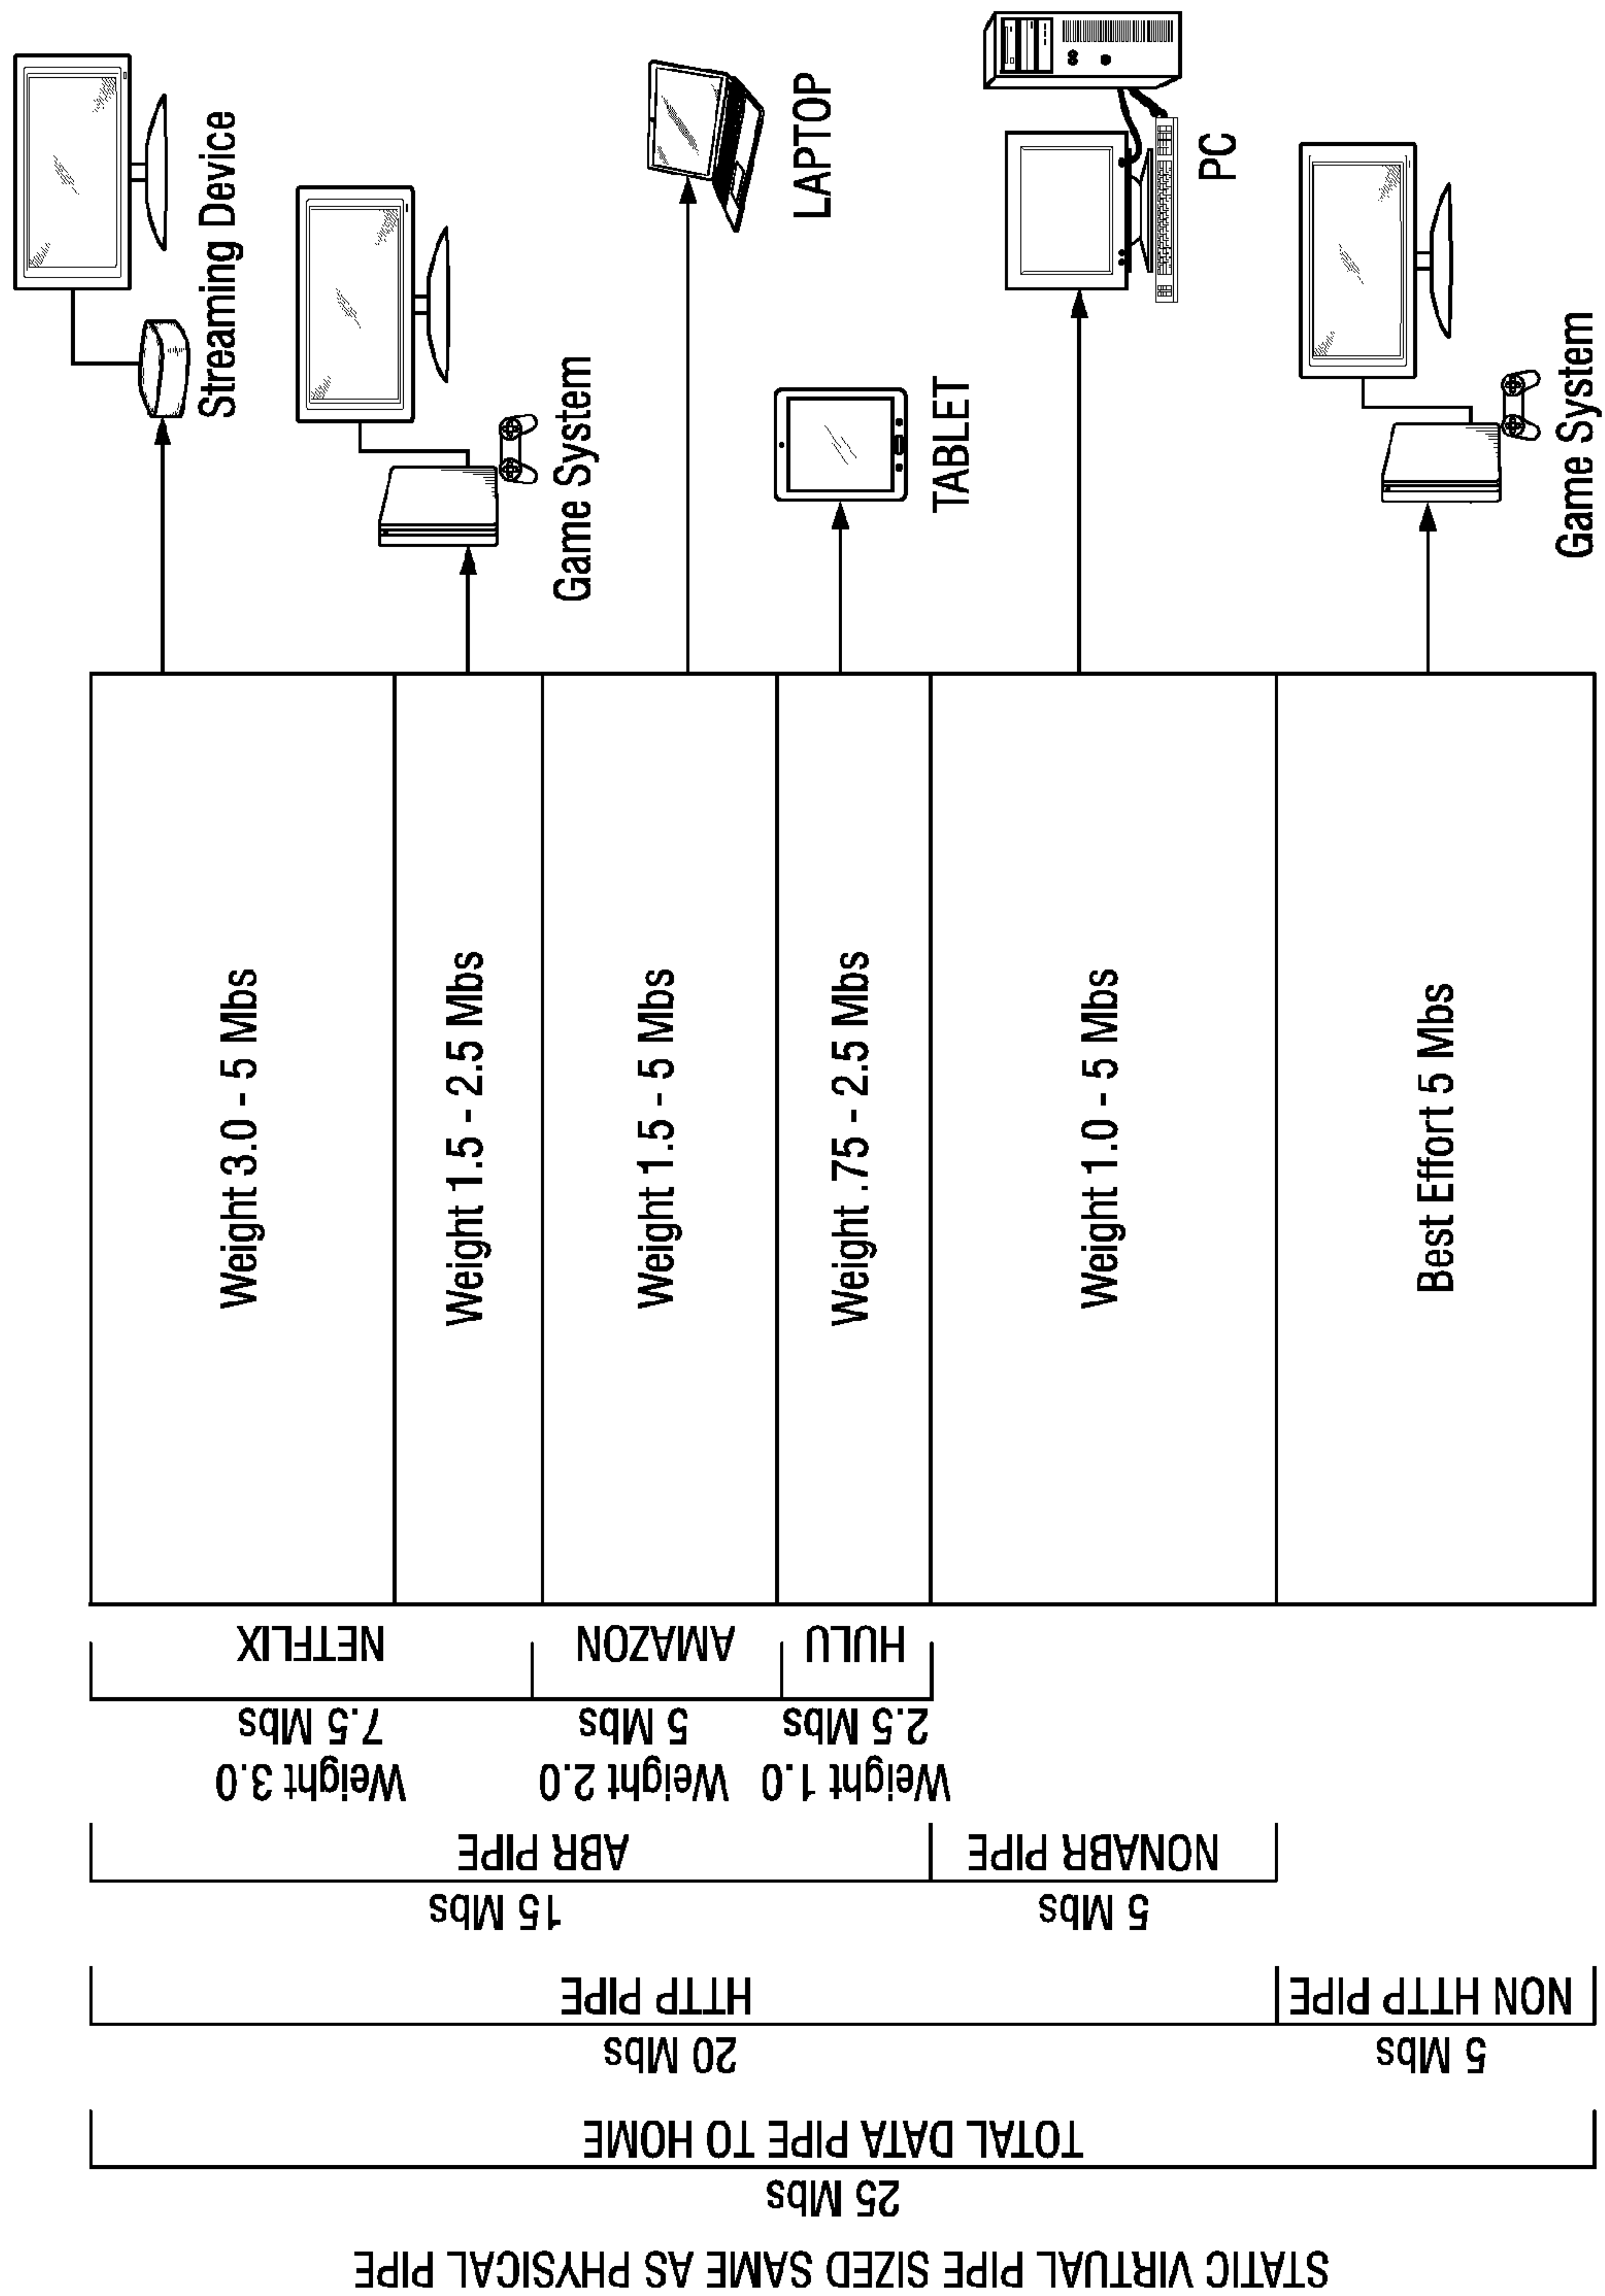 STATIC VIRTUAL PIPE SIZED SAME AS PHYSICAL PIPE
25 Mbs
TOTAL DATA PIPE TO HOME
20 Mbs
HTTP PIPE
5 Mbs
NON HTTP PIPE
15 Mbs
ABR PIPE
5 Mbs
NONABR PIPE
Weight 3.0
7.5 Mbs
NETFLIX
Weight 2.0
5 Mbs
AMAZON
Weight 1.0
2.5 Mbs
HULU
Weight 3.0 - 5 Mbs
Streaming Device
Weight 1.5 - 2.5 Mbs
Game System
Weight 1.5 - 5 Mbs
LAPTOP
Weight .75 - 2.5 Mbs
TABLET
Weight 1.0 - 5 Mbs
PC
Best Effort 5 Mbs
Game System